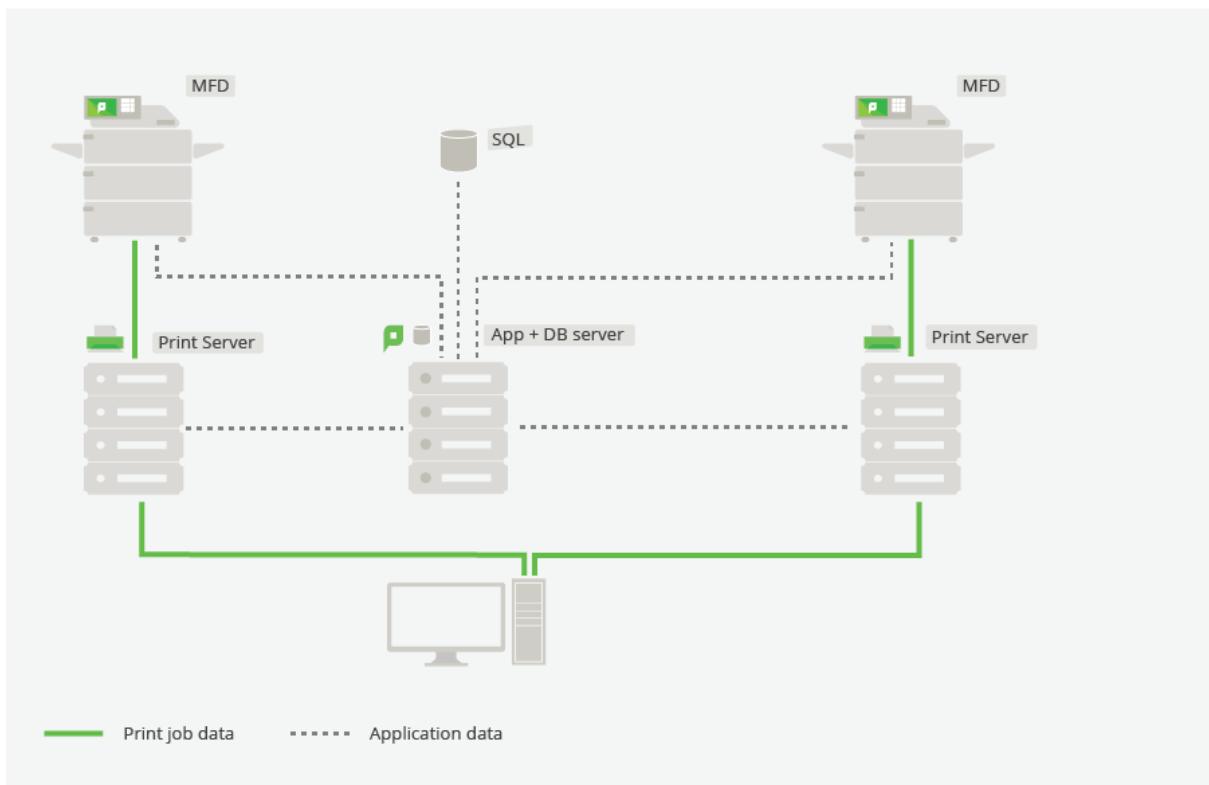 MFD
MFD
SQL
Print Server
App + DB server
Print Server
Print job data
Application data